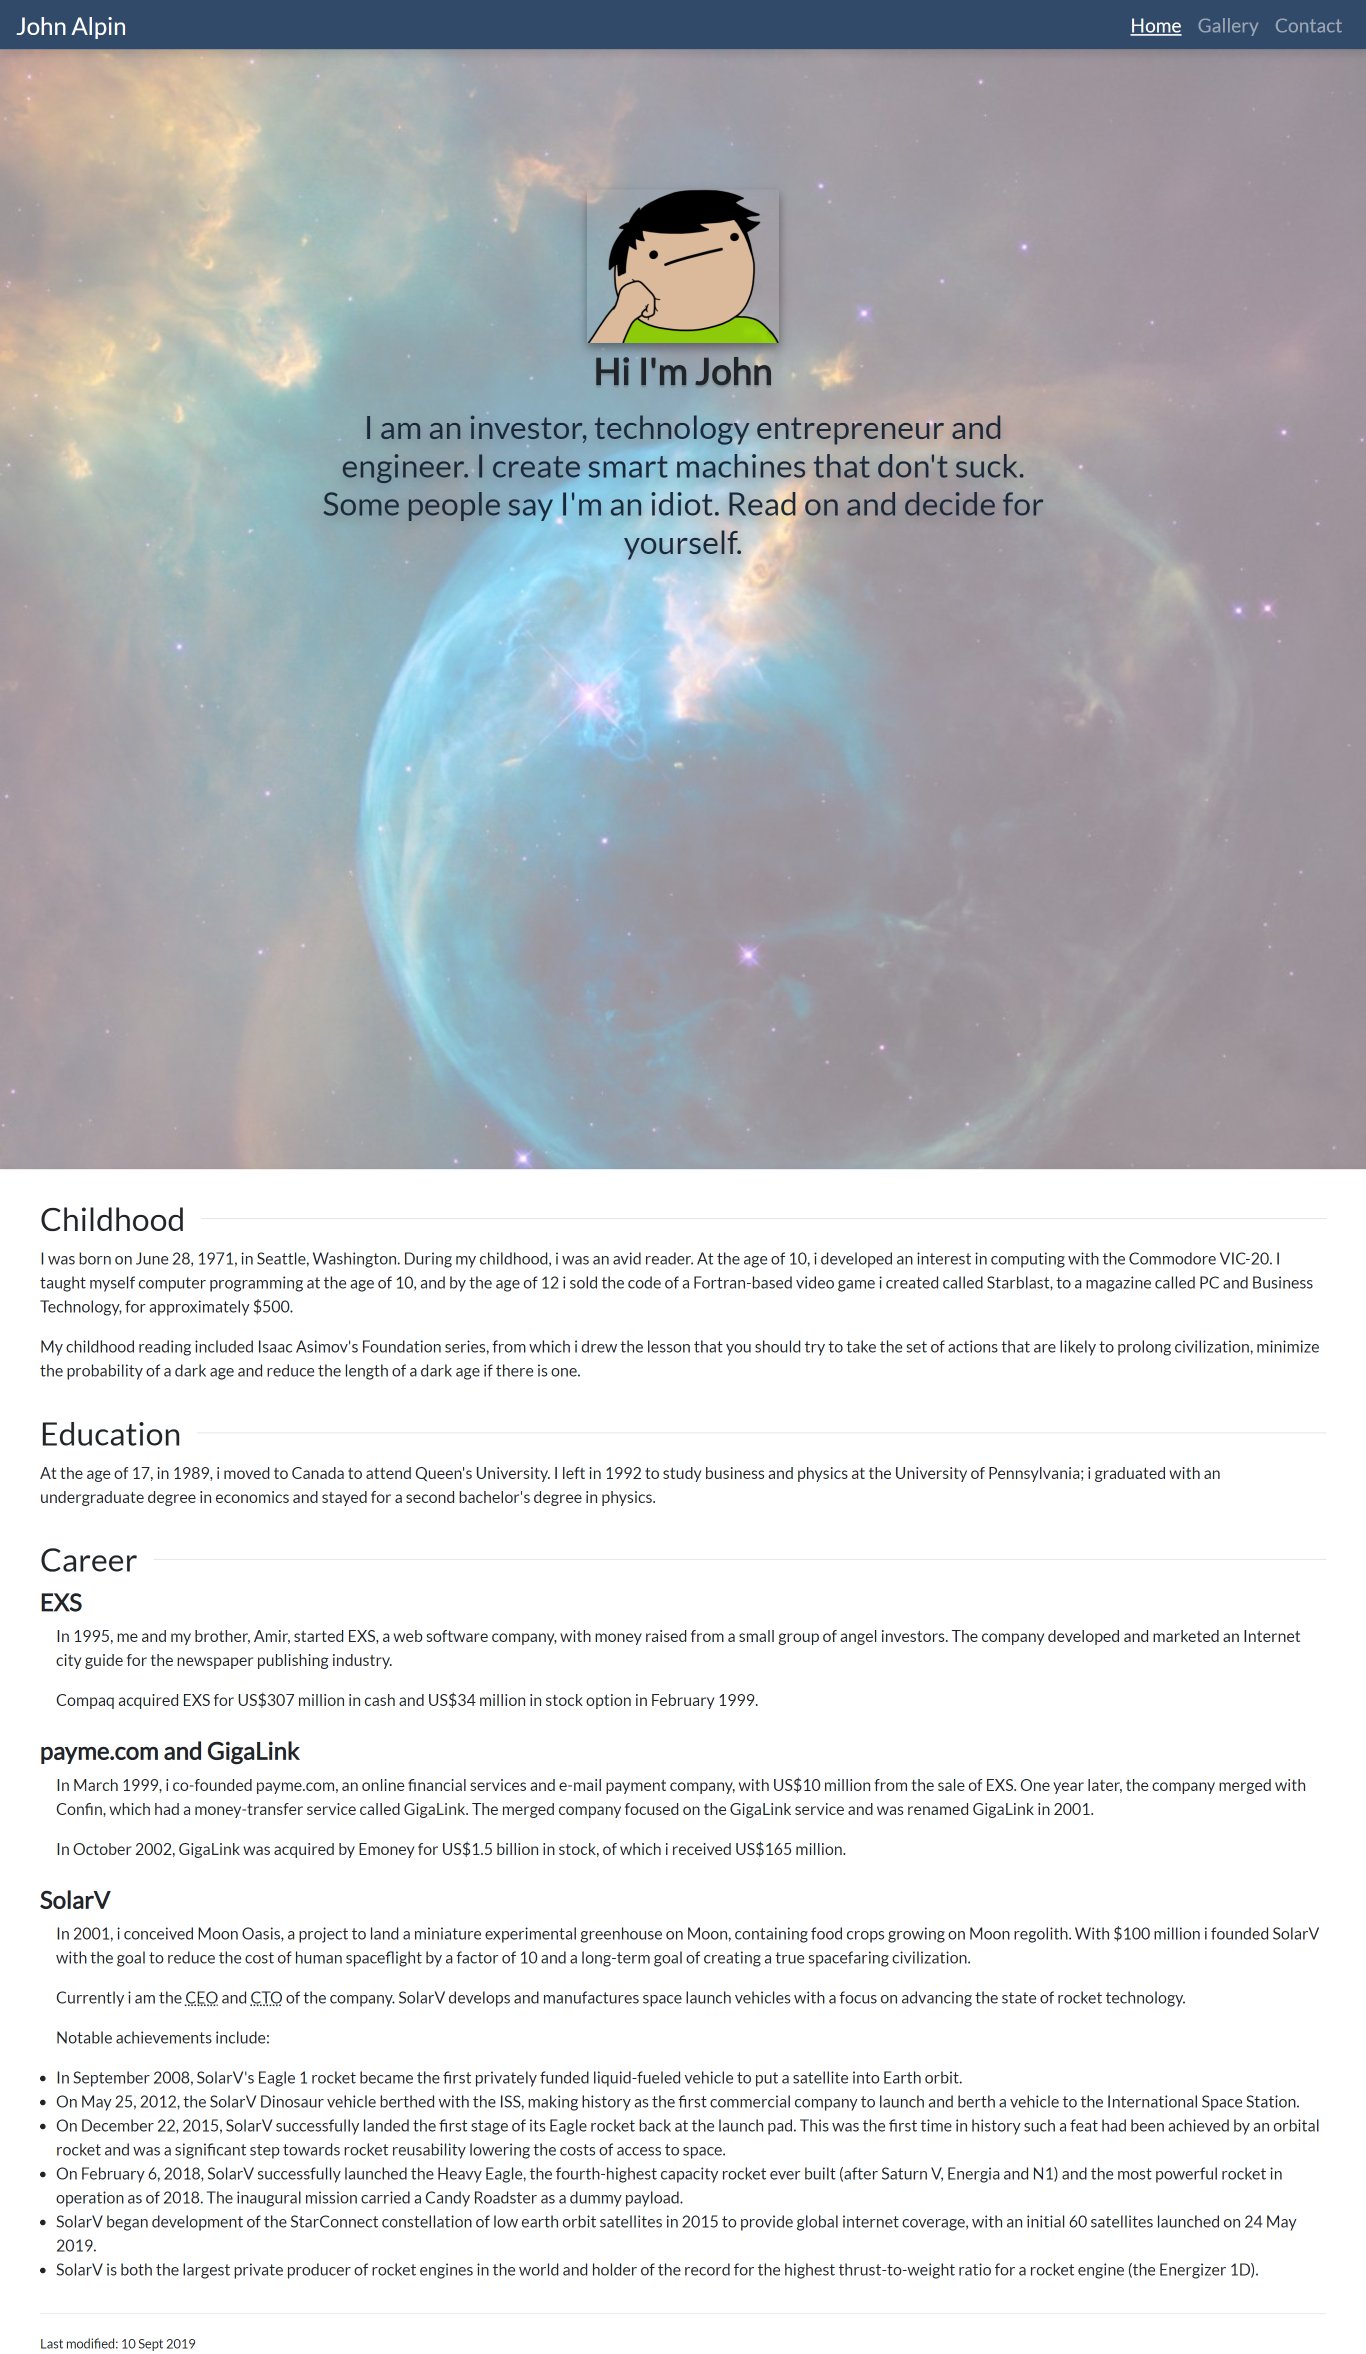 John Alpin
Home Gallery Contact
Hi I'm John
I am an investor, technology entrepreneur and
engineer. I create smart machines that don't suck.
Some people say I'm an idiot. Read on and decide for
yourself.
Childhood
I was born on June 28, 1971, in Seattle, Washington. During my childhood, i was an avid reader. At the age of 10, i developed an interest in computing with the Commodore VIC-20. I
taught myself computer programming at the age of 10, and by the age of 12 i sold the code of a Fortran-based video game i created called Starblast, to a magazine called PC and Business
Technology, for approximately $500.
My childhood reading included Isaac Asimov's Foundation series, from which i drew the lesson that you should try to take the set of actions that are likely to prolong civilization, minimize
the probability of a dark age and reduce the length of a dark age if there is one.
Education
At the age of 17, in 1989, i moved to Canada to attend Queen's University. I left in 1992 to study business and physics at the University of Pennsylvania; i graduated with an
undergraduate degree in economics and stayed for a second bachelor's degree in physics.
Career
EXS
In 1995, me and my brother, Amir, started EXS, a web software company, with money raised from a small group of angel investors. The company developed and marketed an Internet
city guide for the newspaper publishing industry.
Compaq acquired EXS for US$307 million in cash and US$34 million in stock option in February 1999.
payme.com and GigaLink
In March 1999, i co-founded payme.com, an online financial services and e-mail payment company, with US$10 million from the sale of EXS. One year later, the company merged with
Confin, which had a money-transfer service called GigaLink. The merged company focused on the GigaLink service and was renamed GigaLink in 2001.
In October 2002, GigaLink was acquired by Emoney for US$1.5 billion in stock, of which i received US$165 million.
SolarV
In 2001, i conceived Moon Oasis, a project to land a miniature experimental greenhouse on Moon, containing food crops growing on Moon regolith. With $100 million i founded SolarV
with the goal to reduce the cost of human spaceflight by a factor of 10 and a long-term goal of creating a true spacefaring civilization.
Currently i am the CEO and CTO of the company. SolarV develops and manufactures space launch vehicles with a focus on advancing the state of rocket technology.
Notable achievements include:
• In September 2008, SolarV's Eagle 1 rocket became the first privately funded liquid-fueled vehicle to put a satellite into Earth orbit.
• On May 25, 2012, the SolarV Dinosaur vehicle berthed with the ISS, making history as the first commercial company to launch and berth a vehicle to the International Space Station.
• On December 22, 2015, SolarV successfully landed the first stage of its Eagle rocket back at the launch pad. This was the first time in history such a feat had been achieved by an orbital
rocket and was a significant step towards rocket reusability lowering the costs of access to space.
• On February 6, 2018, SolarV successfully launched the Heavy Eagle, the fourth-highest capacity rocket ever built (after Saturn V, Energia and N1) and the most powerful rocket in
operation as of 2018. The inaugural mission carried a Candy Roadster as a dummy payload.
• SolarV began development of the StarConnect constellation of low earth orbit satellites in 2015 to provide global internet coverage, with an initial 60 satellites launched on 24 May
2019.
• SolarV is both the largest private producer of rocket engines in the world and holder of the record for the highest thrust-to-weight ratio for a rocket engine (the Energizer 1D).
Last modified: 10 Sept 2019